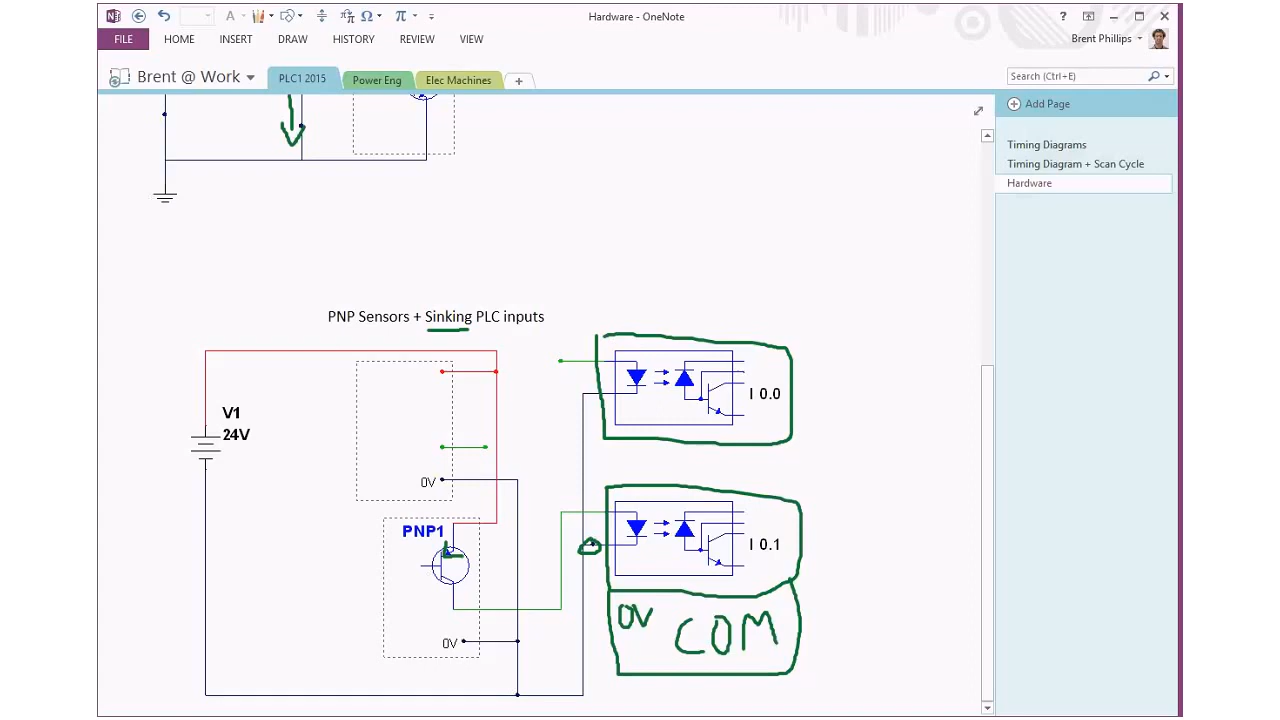 Hardware - OneNote
FILE HOME INSERT DRAW HISTORY REVIEW VIEW
Brent Phillips
Brent @ Work PLC1 2015 Power Eng Elec Machines
Search (Ctrl+E)
Add Page
Timing Diagrams
Timing Diagram + Scan Cycle
Hardware
PNP Sensors + Sinking PLC inputs
V1
24V
0V
I 0.0
PNP1
I 0.1
0V
0V COM